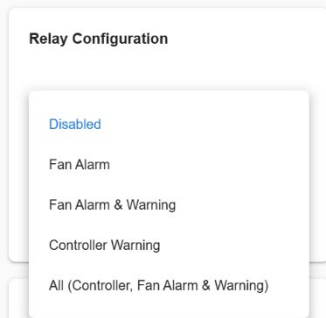 Relay Configuration
Disabled
Fan Alarm
Fan Alarm & Warning
Controller Warning
All (Controller, Fan Alarm & Warning)